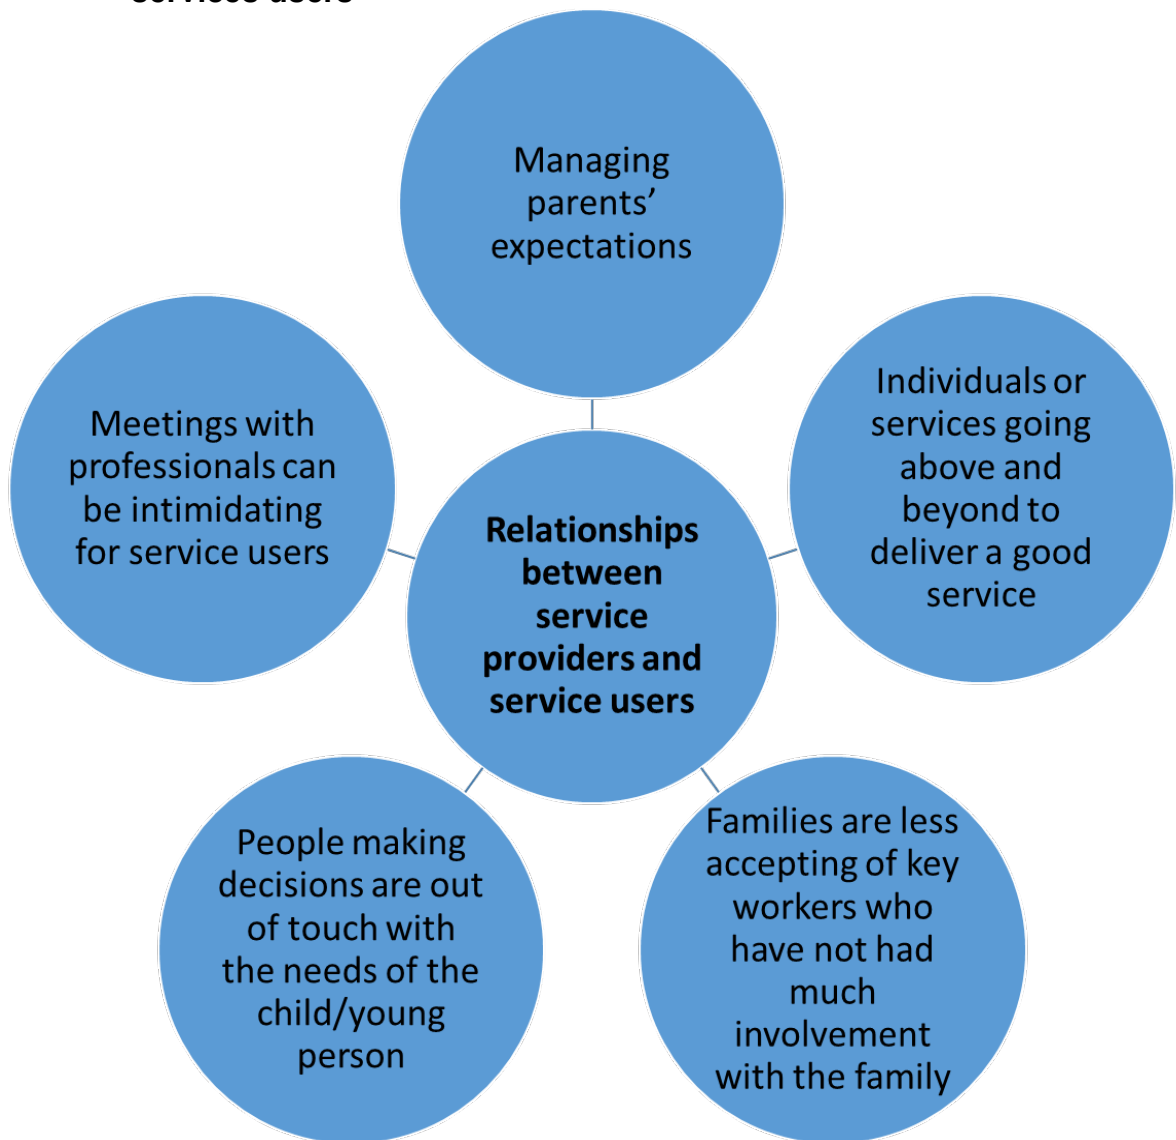 services users
Managing
parents’
expectations
Individuals or
services going
above and
beyond to
deliver a good
service
Meetings with
professionals can
be intimidating
for service users
Relationships
between
service
providers and
service users
Families are less
accepting of key
workers who
have not had
much
involvement
with the family
People making
decisions are out
of touch with
the needs of the
child/young
person